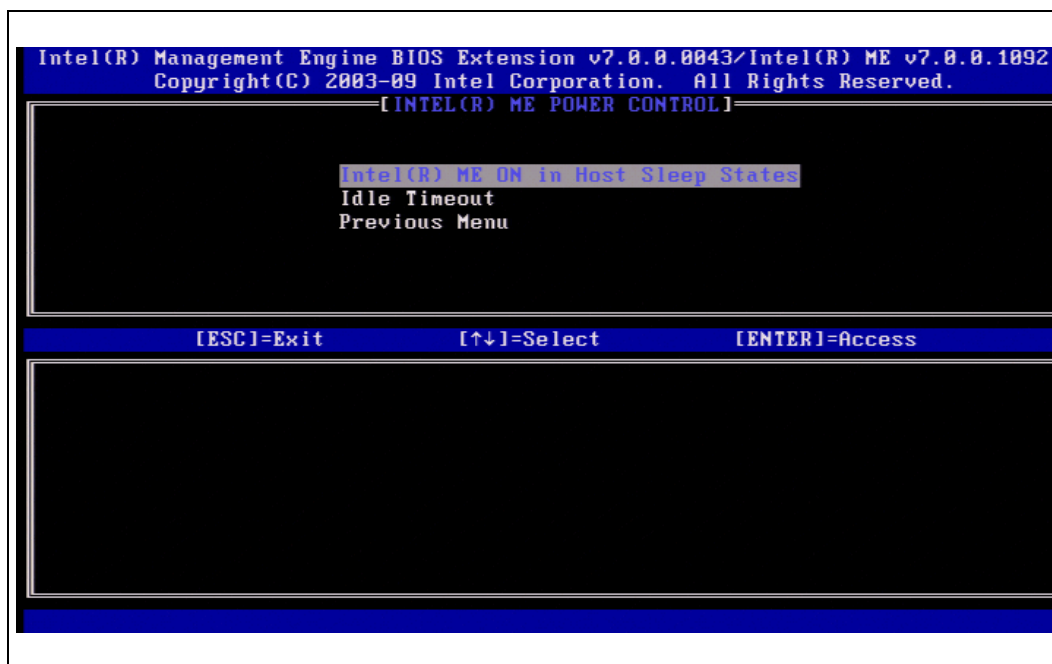 Intel(R) Management Engine BIOS Extension v7.0.0.0043/Intel(R) ME v7.0.0.1092
Copyright(C) 2003-09 Intel Corporation. All Rights Reserved.
[INTEL(R) ME POWER CONTROL]
Intel(R) ME ON in Host Sleep States
Idle Timeout
Previous Menu
[ESC]=Exit [↑↓]=Select [ENTER]=Access